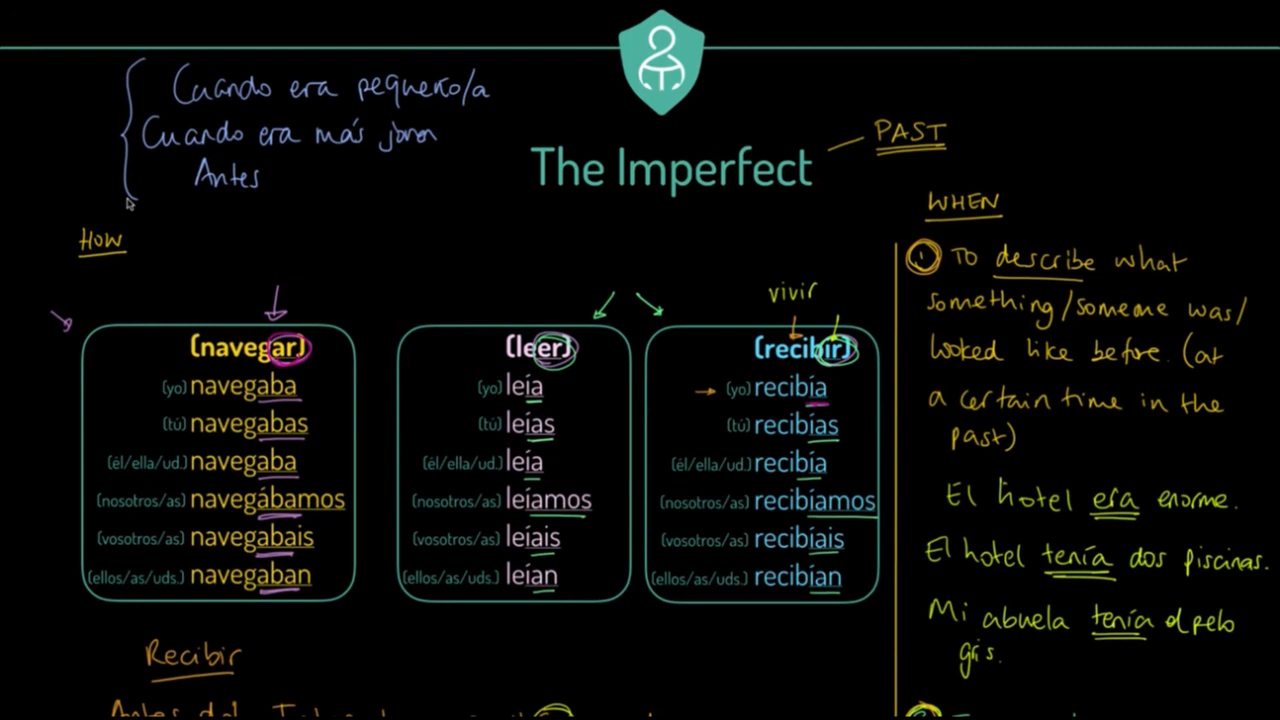 Cuando era pequeño/a
Cuando era más joven
Antes
The Imperfect
PAST
HOW
(navegar)
(yo) navegaba
(tú) navegabas
(él/ella/ud.) navegaba
(nosotros/as) navegábamos
(vosotros/as) navegabais
(ellos/as/uds.) navegaban
(leer)
(yo) leía
(tú) leías
(él/ella/ud.) leía
(nosotros/as) leíamos
(vosotros/as) leíais
(ellos/as/uds.) leían
vivir
(recibir)
(yo) recibía
(tú) recibías
(él/ella/ud.) recibía
(nosotros/as) recibíamos
(vosotros/as) recibíais
(ellos/as/uds.) recibían
Recibir
Antes del
WHEN
1 To describe what
something/someone was/
looked like before. (at
a certain time in the
past)
El hotel era enorme.
El hotel tenía dos piscinas.
Mi abuela tenía el pelo
gris.